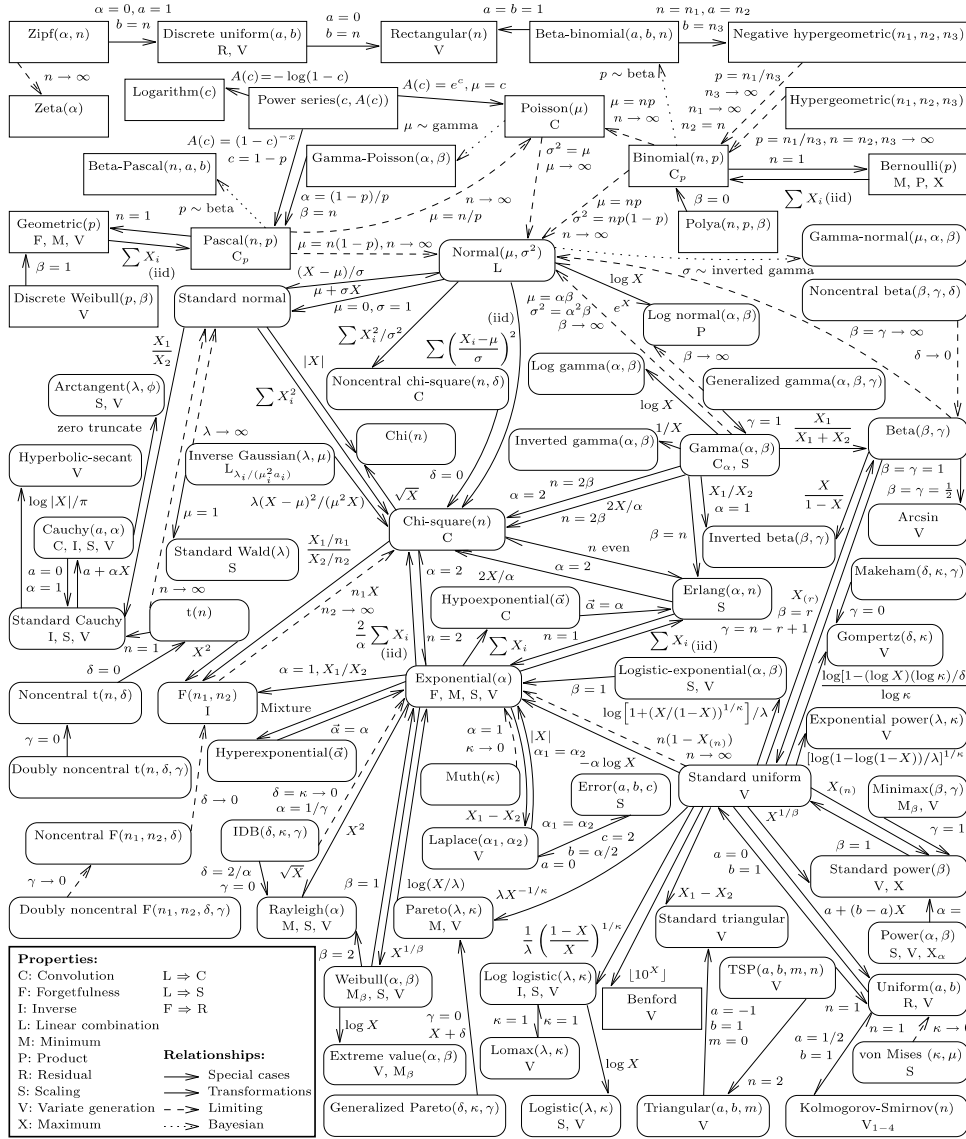 α = 0, a = 1
b = n
a = 0
b = n
a = b = 1
n = n₁, a = n₂
b = n₃
Zipf(α, n)
Discrete uniform(a, b)
R, V
Rectangular(n)
V
Beta-binomial(a, b, n)
Negative hypergeometric(n₁, n₂, n₃)
n → ∞
A(c) = −log(1 − c)
A(c) = e^c, μ = c
p ∼ beta
p = n₁/n₃
n₃ → ∞
n₁ → ∞
n₂ = n
Zeta(α)
Logarithm(c)
Power series(c, A(c))
Poisson(μ)
C
μ = np
n → ∞
Hypergeometric(n₁, n₂, n₃)
p = n₁/n₃, n = n₂, n₃ → ∞
A(c) = (1 − c)^−x
c = 1 − p
μ ∼ gamma
σ² = μ
μ → ∞
Beta-Pascal(n, a, b)
Gamma-Poisson(α, β)
Binomial(n, p)
Cₚ
n = 1
Bernoulli(p)
M, P, X
∑ Xᵢ (iid)
α = (1 − p)/p
β = n
p ∼ beta
n → ∞
μ = n/p
μ = np
σ² = np(1 − p)
n → ∞
β = 0
Polya(n, p, β)
Geometric(p)
F, M, V
n = 1
∑ Xᵢ
(iid)
Pascal(n, p)
Cₚ
μ = n(1 − p), n → ∞
Normal(μ, σ²)
L
Gamma-normal(μ, α, β)
σ ∼ inverted gamma
β = 1
Discrete Weibull(p, β)
V
Standard normal
(X − μ)/σ
μ + σX
μ = 0, σ = 1
(iid)
μ = αβ
σ² = α²β
β → ∞
log X
e^X
Log normal(α, β)
P
Noncentral beta(β, γ, δ)
β = γ → ∞
δ → 0
X₁
X₂
|X|
∑ Xᵢ²/σ²
∑ ((Xᵢ−μ)/σ)²
β → ∞
Log gamma(α, β)
Generalized gamma(α, β, γ)
log X
γ = 1
Arctangent(λ, φ)
S, V
zero truncate
∑ Xᵢ²
Noncentral chi-square(n, δ)
C
Chi(n)
1/X
Inverted gamma(α, β)
Gamma(α, β)
C_α, S
X₁
X₁ + X₂
Beta(β, γ)
Hyperbolic-secant
V
λ → ∞
Inverse Gaussian(λ, μ)
L_λᵢ/(μᵢ²aᵢ)
λ(X − μ)²/(μ²X)
δ = 0
√X
n = 2β
α = 2
2X/α
n = 2β
X₁/X₂
α = 1
X
1 − X
β = γ = 1
β = γ = ½
log |X|/π
Cauchy(a, α)
C, I, S, V
μ = 1
Chi-square(n)
C
β = n
Inverted beta(β, γ)
Arcsin
V
a = 0
α = 1
a + αX
Standard Wald(λ)
S
X₁/n₁
X₂/n₂
n even
α = 2
α = 2
2X/α
Makeham(δ, κ, γ)
γ = 0
n → ∞
t(n)
n₁X
n₂ → ∞
Hypoexponential(α⃗)
C
α⃗ = α
Erlang(α, n)
S
X₍ᵣ₎
β = r
γ = n − r + 1
Standard Cauchy
I, S, V
n = 1
X²
2/α ∑ Xᵢ
(iid)
n = 2
∑ Xᵢ
n = 1
∑ Xᵢ (iid)
Gompertz(δ, κ)
V
δ = 0
α = 1, X₁/X₂
log[1−(log X)(log κ)/δ]
log κ
Noncentral t(n, δ)
F(n₁, n₂)
I
Mixture
Exponential(α)
F, M, S, V
β = 1
Logistic-exponential(α, β)
S, V
log[1+(X/(1−X))^1/κ]/λ
Exponential power(λ, κ)
V
[log(1−log(1−X))/λ]^1/κ
γ = 0
Doubly noncentral t(n, δ, γ)
α⃗ = α
Hyperexponential(α⃗)
α = 1
κ → 0
|X|
α₁ = α₂
n(1 − X₍ₙ₎)
n → ∞
−α log X
Standard uniform
V
δ → 0
δ = κ → 0
α = 1/γ
Muth(κ)
X₁ − X₂
Error(a, b, c)
S
X₍ₙ₎
X^1/β
Minimax(β, γ)
M_β, V
γ = 1
Noncentral F(n₁, n₂, δ)
IDB(δ, κ, γ)
X²
Laplace(α₁, α₂)
V
α₁ = α₂
c = 2
b = α/2
a = 0
a = 0
b = 1
β = 1
Standard power(β)
V, X
γ → 0
δ = 2/α
γ = 0
√X
β = 1
log(X/λ)
λX^−1/κ
X₁ − X₂
a + (b − a)X
α =
Doubly noncentral F(n₁, n₂, δ, γ)
Rayleigh(α)
M, S, V
Pareto(λ, κ)
M, V
Standard triangular
V
Power(α, β)
S, V, X_α
β = 2
X^1/β
1/λ ((1 − X)/X)^1/κ
Weibull(α, β)
M_β, S, V
Log logistic(λ, κ)
I, S, V
⌊10^X⌋
Benford
V
TSP(a, b, m, n)
V
Uniform(a, b)
R, V
n = 1
log X
γ = 0
X + δ
κ = 1
κ = 1
a = −1
b = 1
m = 0
a = 1/2
b = 1
n = 1
κ → 0
Extreme value(α, β)
V, M_β
Lomax(λ, κ)
V
log X
n = 2
von Mises (κ, μ)
S
Generalized Pareto(δ, κ, γ)
Logistic(λ, κ)
S, V
Triangular(a, b, m)
V
Kolmogorov-Smirnov(n)
V₁₋₄
Properties:
C: Convolution L ⇒ C
F: Forgetfulness L ⇒ S
I: Inverse F ⇒ R
L: Linear combination
M: Minimum
P: Product Relationships:
R: Residual Special cases
S: Scaling Transformations
V: Variate generation Limiting
X: Maximum Bayesian